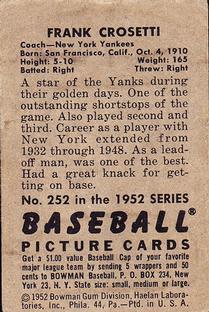 FRANK CROSETTI
Coach—New York Yankees
Born: San Francisco, Calif., Oct. 4, 1910
Height: 5-10 Weight: 165
Batted: Right Threw: Right
A star of the Yanks during
their golden days. One of the
outstanding shortstops of the
game. Also played second and
third. Career as a player with
New York extended from
1932 through 1948. As a lead-
off man, was one of the best.
Had a great knack for get-
ting on base.
No. 252 in the 1952 SERIES
BASEBALL®
PICTURE CARDS
Get a $1.00 value Baseball Cap of your favorite
major league team by sending 5 wrappers and 50
cents to BOWMAN Baseball, P. O. BOX 234, New
York 23, N. Y. State size: small, medium or large.
©1952 Bowman Gum Division, Haelan Labora-
tories, Inc., Phila. 44, Pa.—Ptd. in U. S. A.